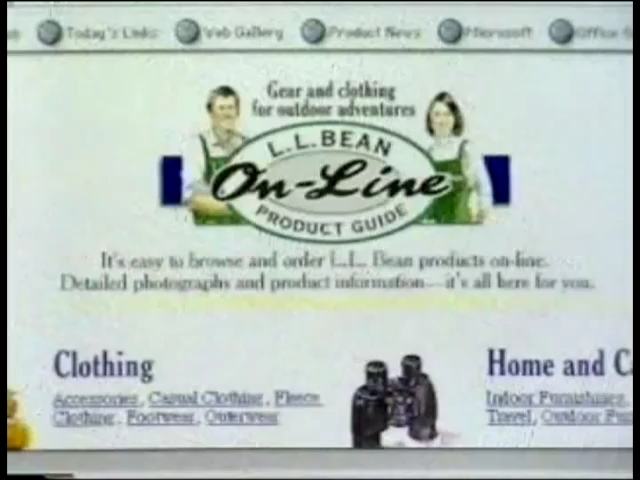 Today's Links Web Gallery Product News Microsoft Office
Gear and clothing
for outdoor adventures
L.L.BEAN
On-Line
PRODUCT GUIDE
It's easy to browse and order L.L. Bean products on-line.
Detailed photographs and product information—it's all here for you.
Clothing
Accessories, Casual Clothing, Fleece
Clothing, Footwear, Outerwear
Home and C
Indoor Furnishings,
Travel, Outdoor Fur